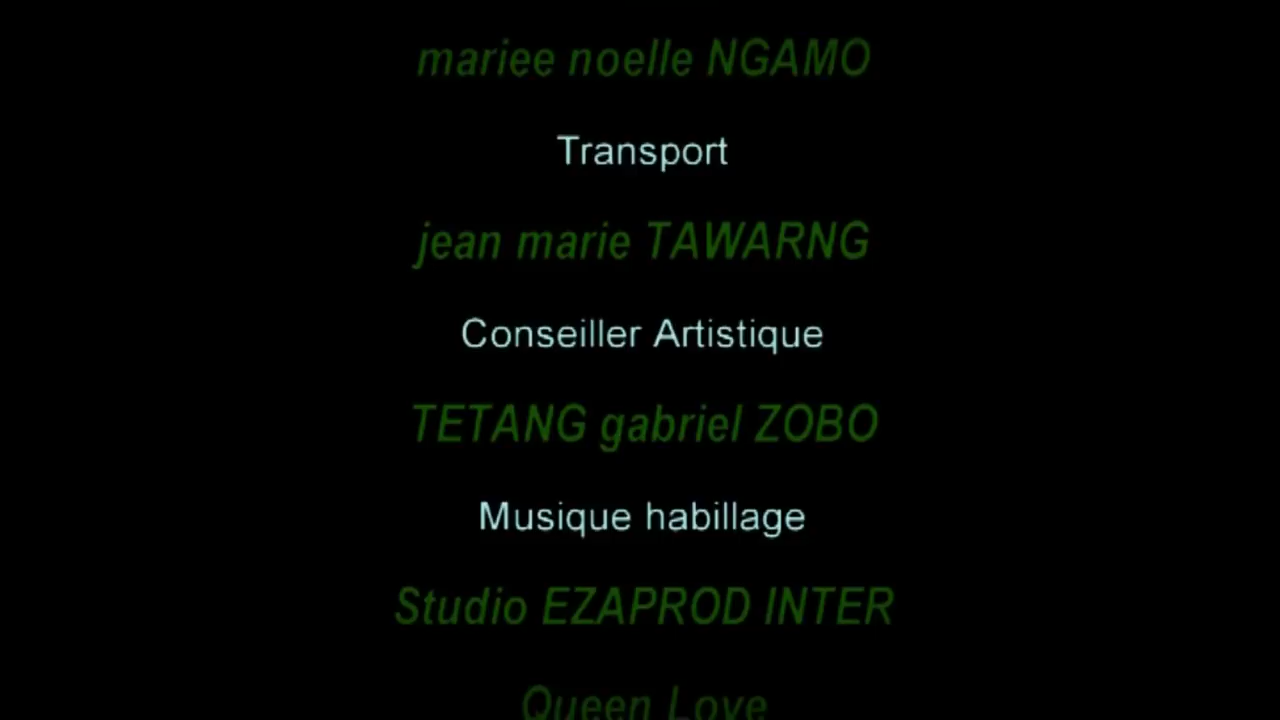 mariee noelle NGAMO
Transport
jean marie TAWARNG
Conseiller Artistique
TETANG gabriel ZOBO
Musique habillage
Studio EZAPROD INTER
Queen Love